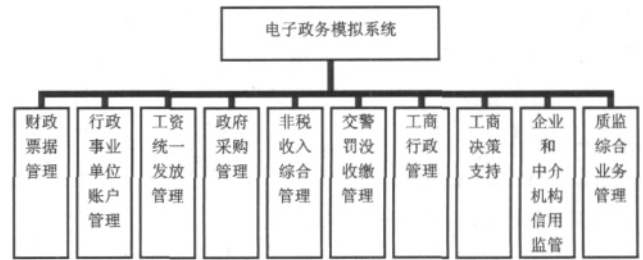 电子政务模拟系统
财政
票据
管理
行政
事业
单位
账户
管理
工资
统一
发放
管理
政府
采购
管理
非税
收入
综合
管理
交警
罚没
收缴
管理
工商
行政
管理
工商
决策
支持
企业
和
中介
机构
信用
监管
质监
综合
业务
管理